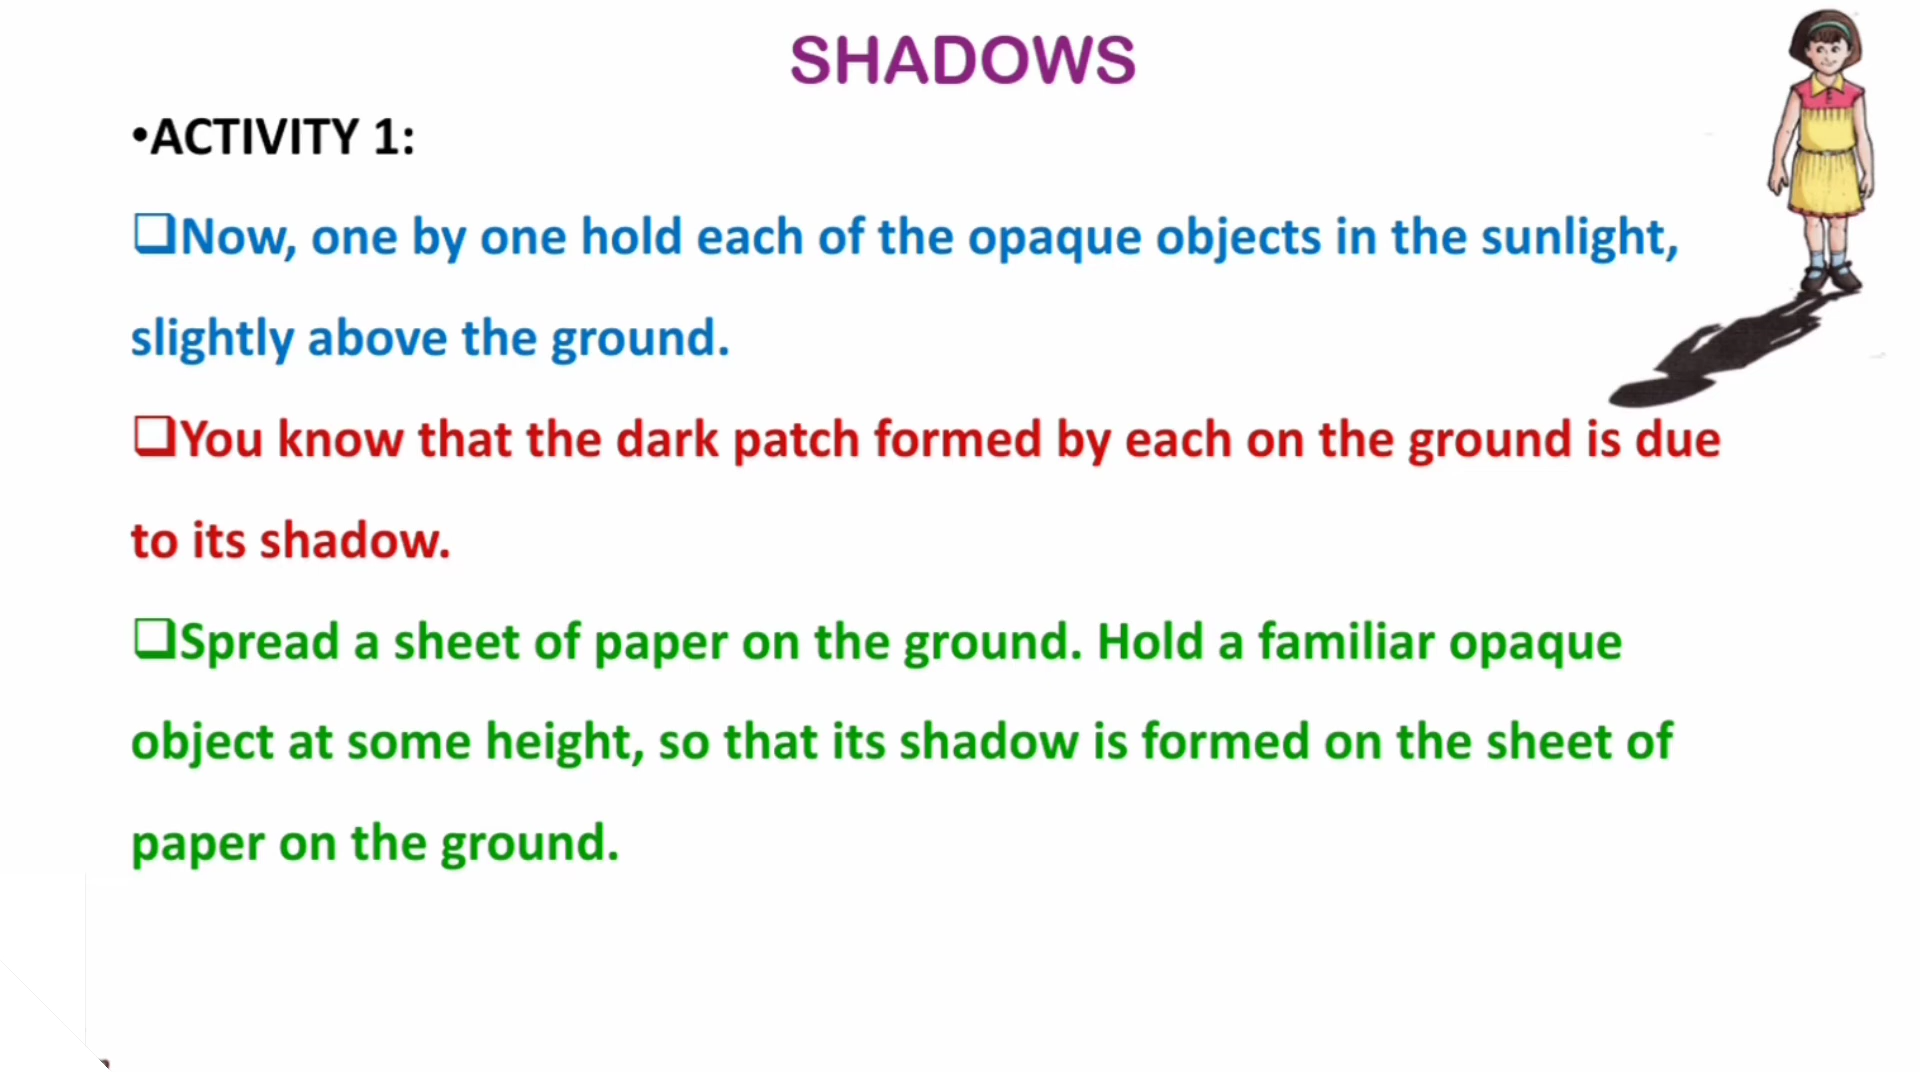 SHADOWS
•ACTIVITY 1:
❑Now, one by one hold each of the opaque objects in the sunlight,
slightly above the ground.
❑You know that the dark patch formed by each on the ground is due
to its shadow.
❑Spread a sheet of paper on the ground. Hold a familiar opaque
object at some height, so that its shadow is formed on the sheet of
paper on the ground.